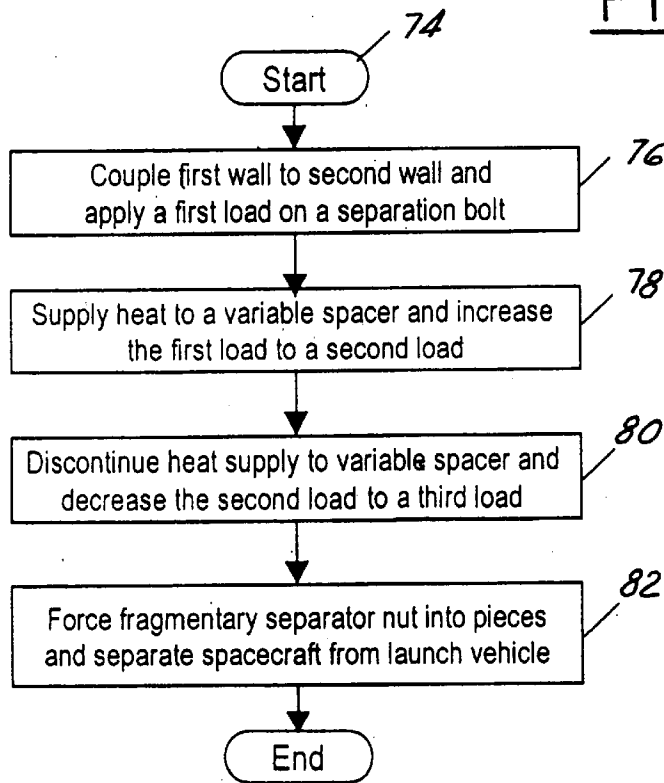 74
Start
76
Couple first wall to second wall and
apply a first load on a separation bolt
78
Supply heat to a variable spacer and increase
the first load to a second load
80
Discontinue heat supply to variable spacer and
decrease the second load to a third load
82
Force fragmentary separator nut into pieces
and separate spacecraft from launch vehicle
End